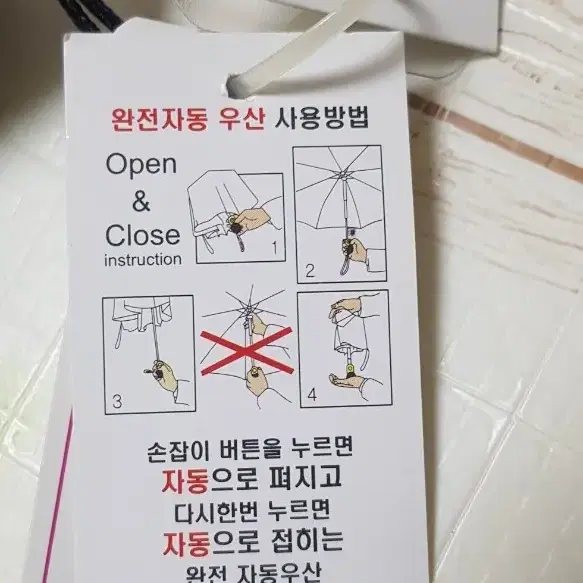 완전자동 우산 사용방법
Open
&
Close
instruction
1
2
3
4
손잡이 버튼을 누르면
자동으로 펴지고
다시한번 누르면
자동으로 접히는
완전 자동우산